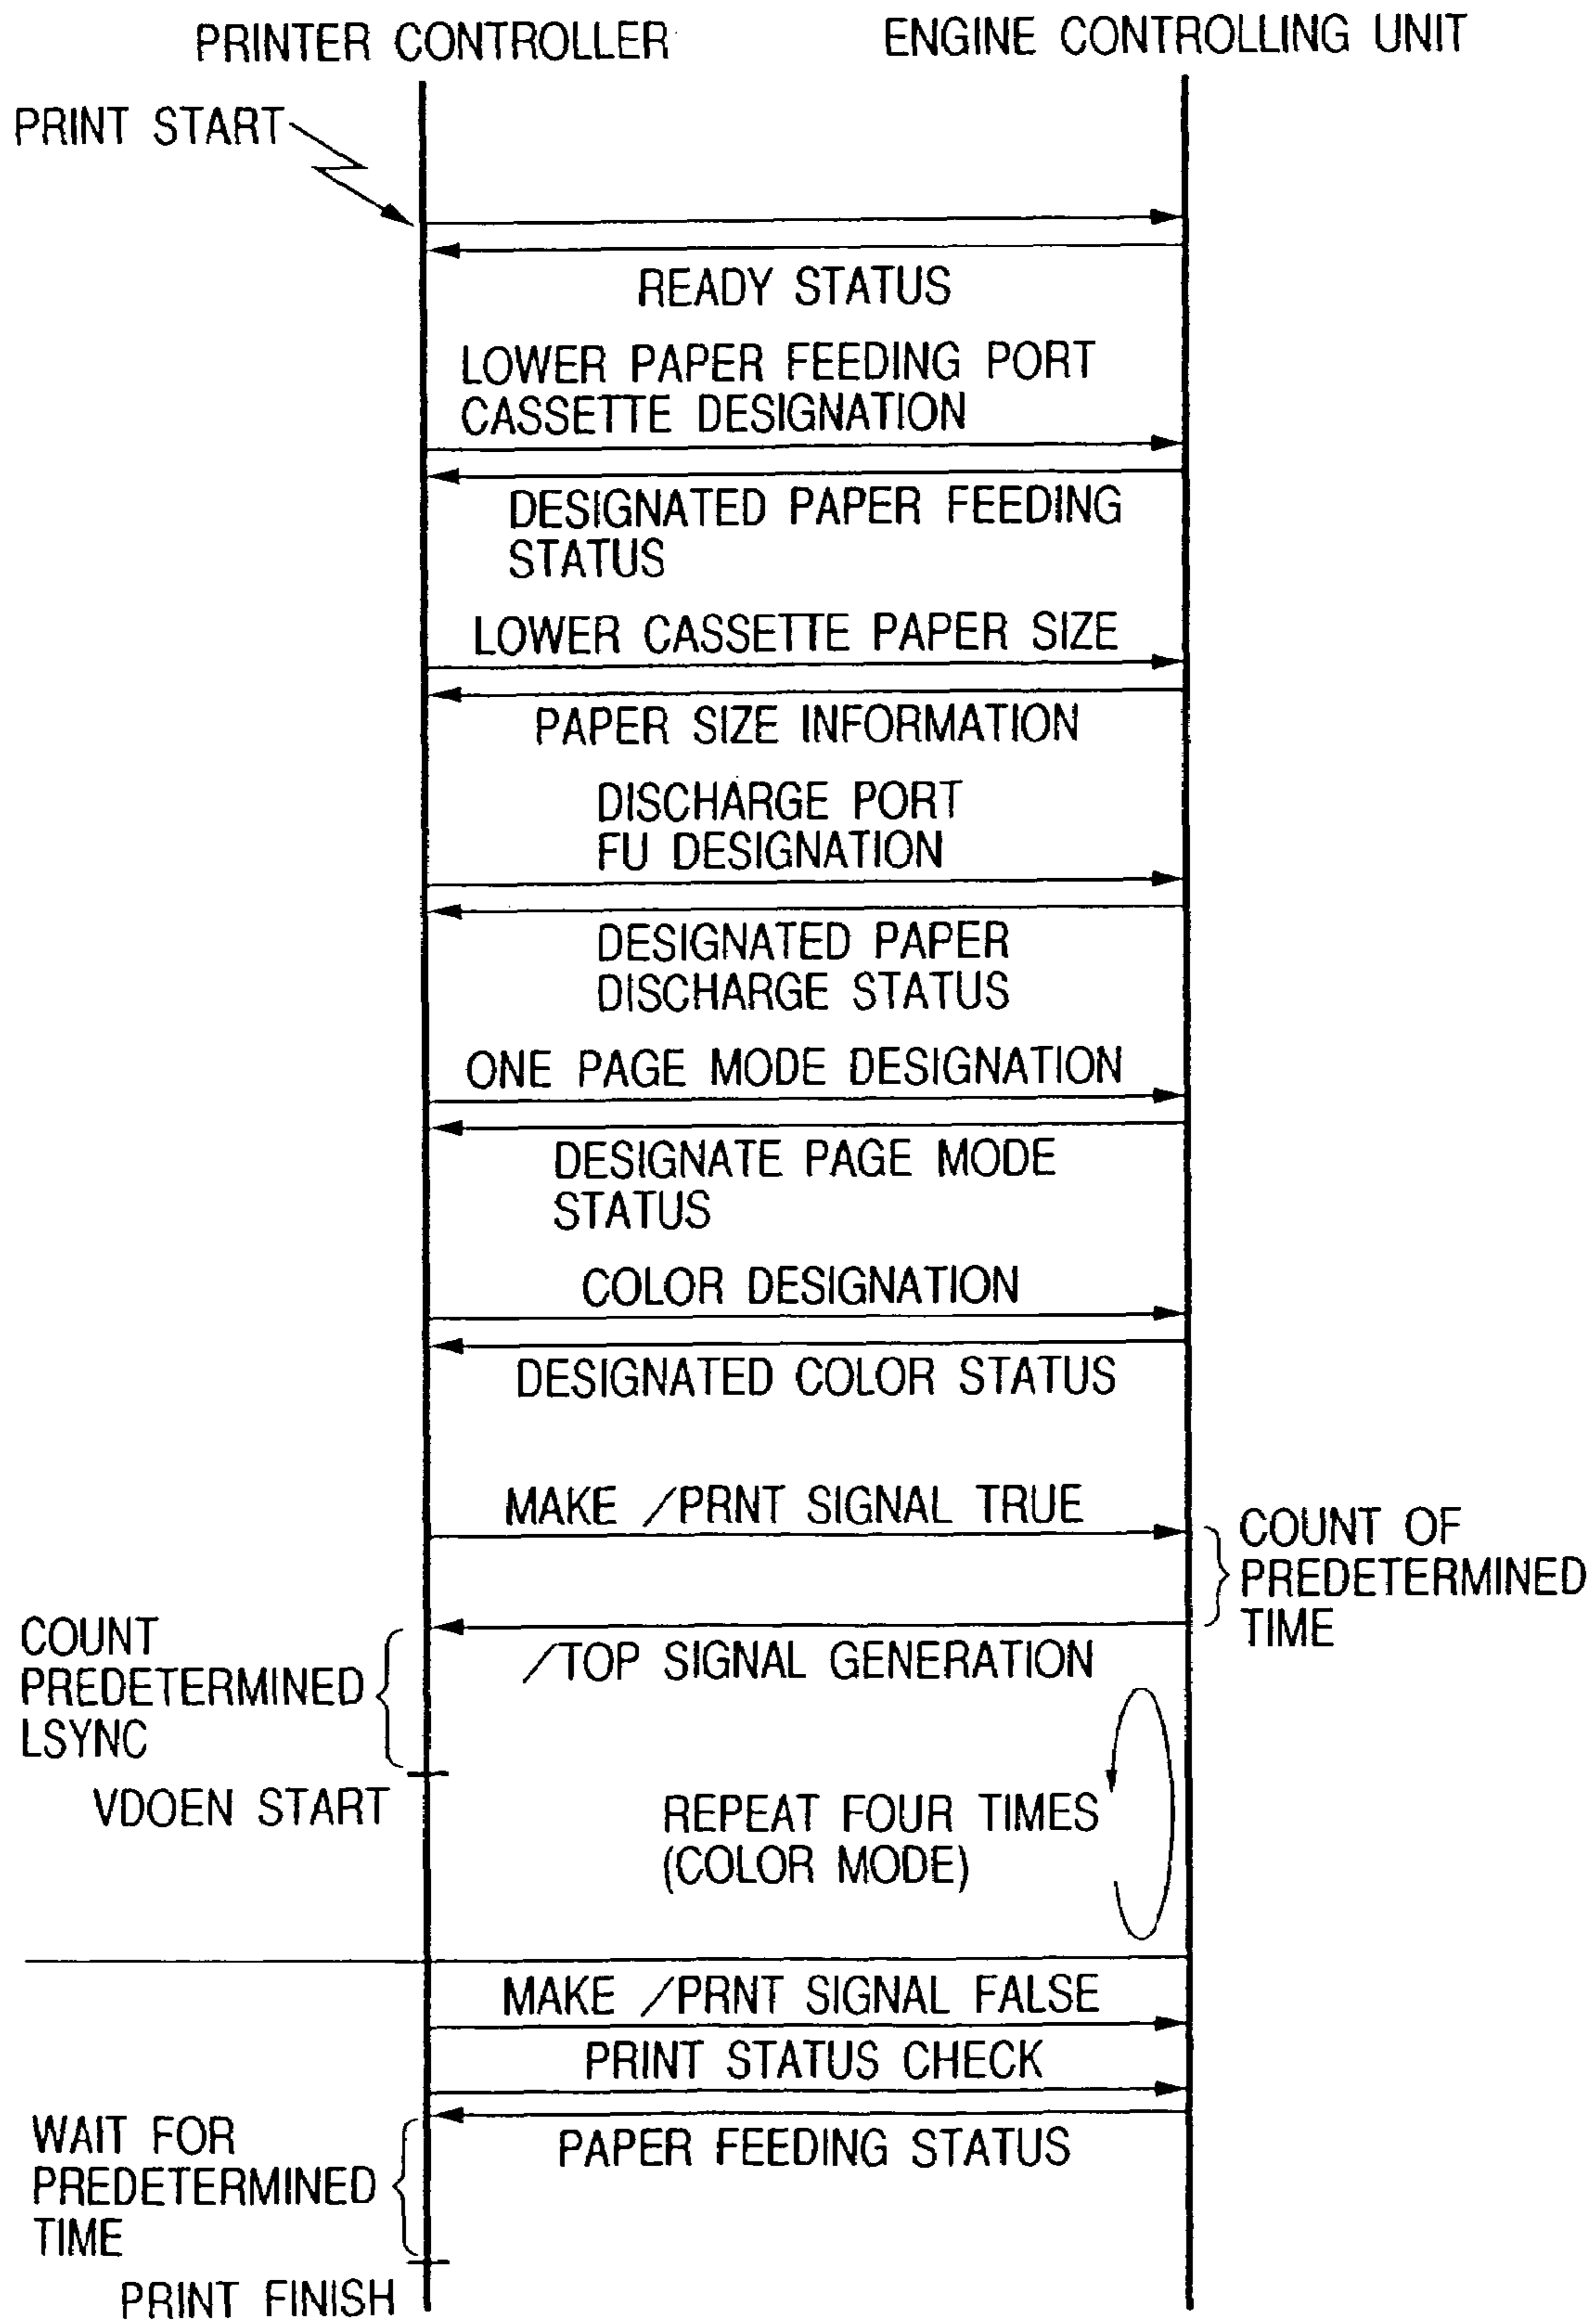 PRINTER CONTROLLER
ENGINE CONTROLLING UNIT
PRINT START
READY STATUS
LOWER PAPER FEEDING PORT
CASSETTE DESIGNATION
DESIGNATED PAPER FEEDING
STATUS
LOWER CASSETTE PAPER SIZE
PAPER SIZE INFORMATION
DISCHARGE PORT
FU DESIGNATION
DESIGNATED PAPER
DISCHARGE STATUS
ONE PAGE MODE DESIGNATION
DESIGNATE PAGE MODE
STATUS
COLOR DESIGNATION
DESIGNATED COLOR STATUS
MAKE /PRNT SIGNAL TRUE
COUNT OF
PREDETERMINED
TIME
COUNT
PREDETERMINED
LSYNC
/TOP SIGNAL GENERATION
VDOEN START
REPEAT FOUR TIMES
(COLOR MODE)
MAKE /PRNT SIGNAL FALSE
PRINT STATUS CHECK
PAPER FEEDING STATUS
WAIT FOR
PREDETERMINED
TIME
PRINT FINISH